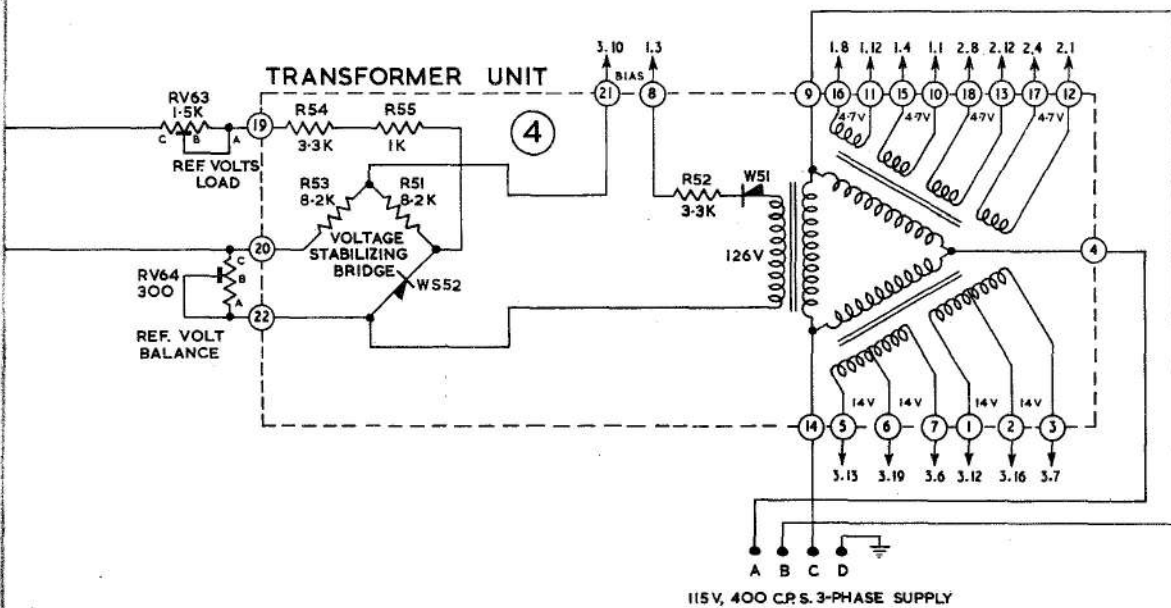 3.10
1.3
1.8
1.12
1.4
1.1
2.8
2.12
2.4
2.1
TRANSFORMER UNIT
21
BIAS
8
9
16
11
15
10
18
13
17
12
4·7V
4·7V
4·7V
4·7V
RV63
1·5K
C
B
A
19
R54
3·3K
R55
1K
4
REF. VOLTS
LOAD
R53
8·2K
R51
8·2K
R52
3·3K
W51
126V
20
VOLTAGE
STABILIZING
BRIDGE
4
RV64
300
C
B
A
WS52
22
REF. VOLT
BALANCE
14V
14V
14V
14V
14
5
6
7
1
2
3
3.13
3.19
3.6
3.12
3.16
3.7
A
B
C
D
115V, 400 C.P.S. 3-PHASE SUPPLY